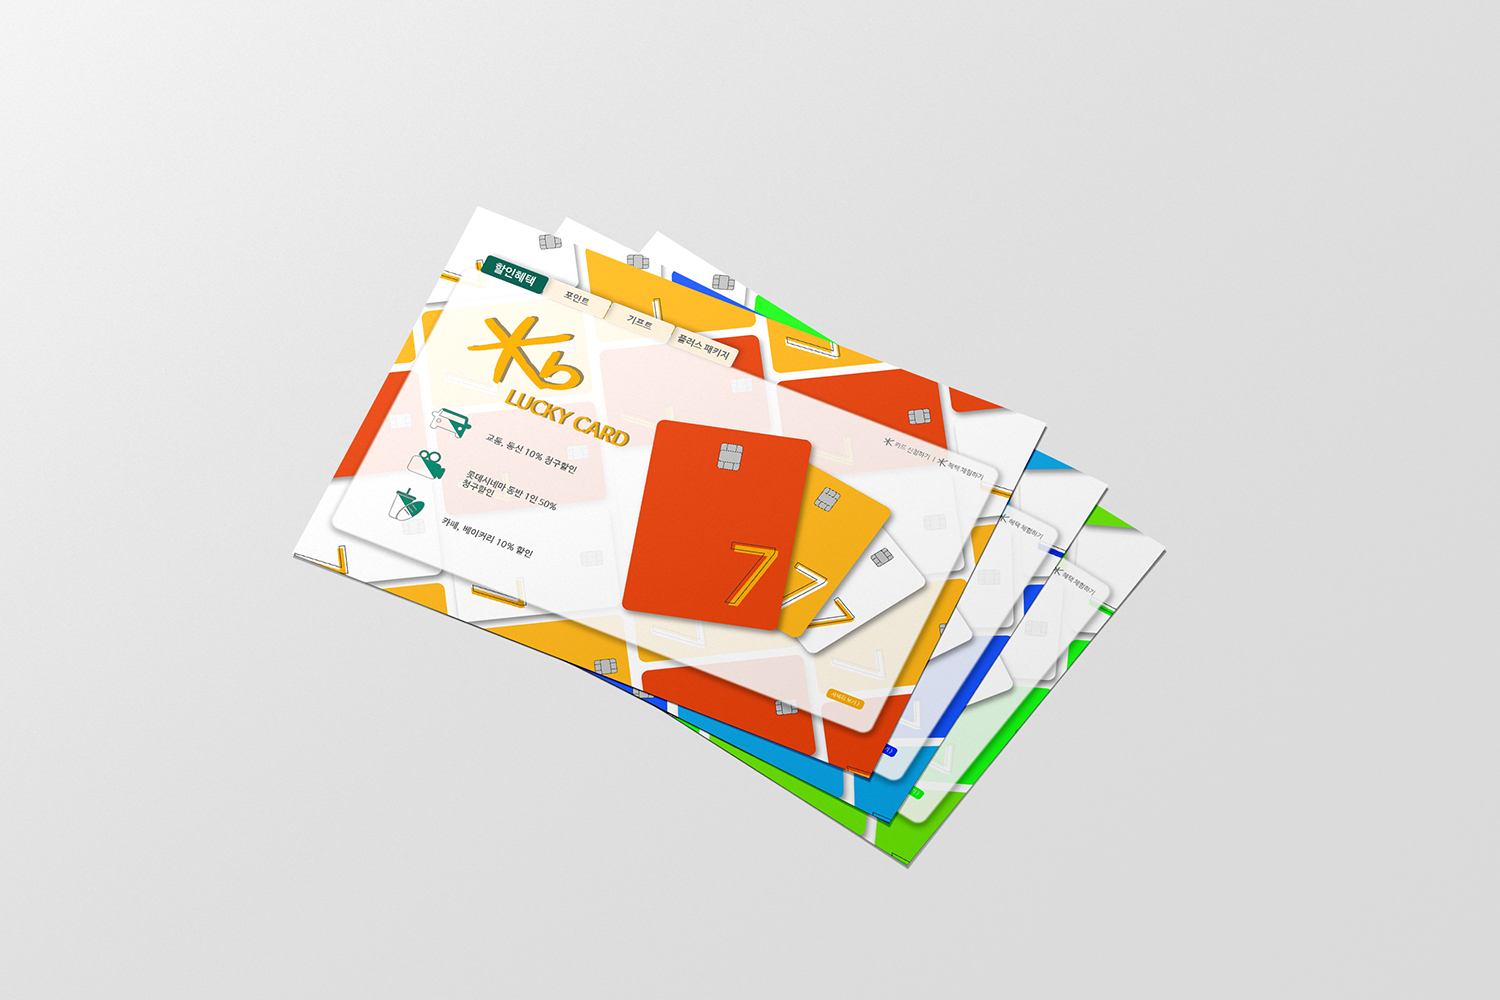 할인혜택
포인트
기프트
플러스 패키지
Kb
LUCKY CARD
교통, 통신 10% 청구할인
롯데시네마 동반 1인 50%
청구할인
카페, 베이커리 10% 할인
카드 신청하기 | 혜택 체험하기
7
7
7
혜택 체험하기
혜택 체험하기